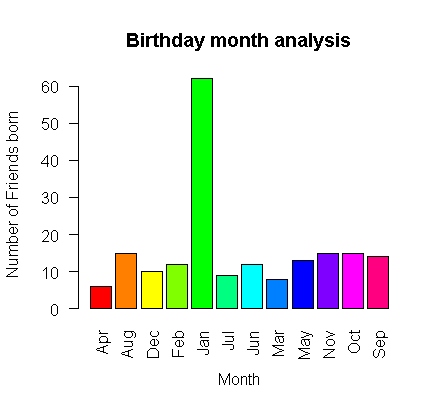 Birthday month analysis
Number of Friends born
60
50
40
30
20
10
0
Apr
Aug
Dec
Feb
Jan
Jul
Jun
Mar
May
Nov
Oct
Sep
Month